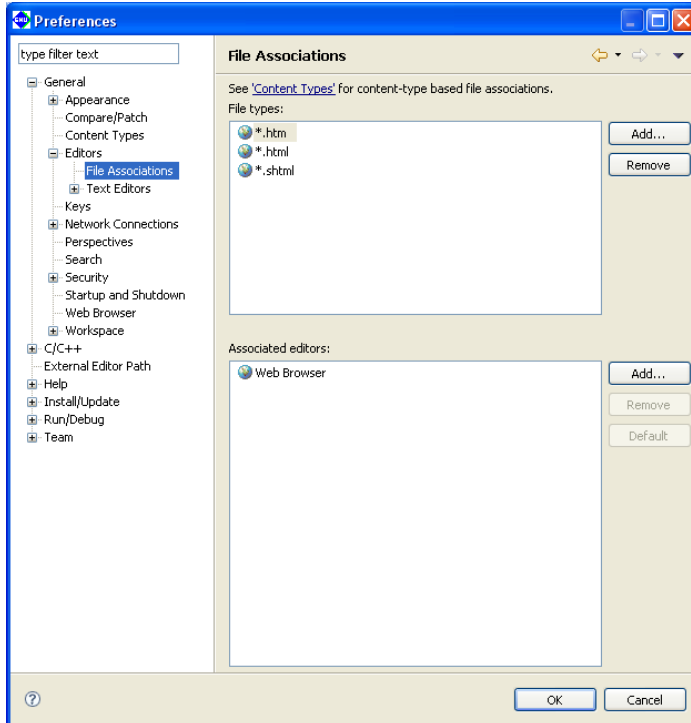 GNU Preferences
type filter text
General
Appearance
Compare/Patch
Content Types
Editors
File Associations
Text Editors
Keys
Network Connections
Perspectives
Search
Security
Startup and Shutdown
Web Browser
Workspace
C/C++
External Editor Path
Help
Install/Update
Run/Debug
Team
File Associations
See 'Content Types' for content-type based file associations.
File types:
*.htm
*.html
*.shtml
Add...
Remove
Associated editors:
Web Browser
Add...
Remove
Default
?
OK
Cancel